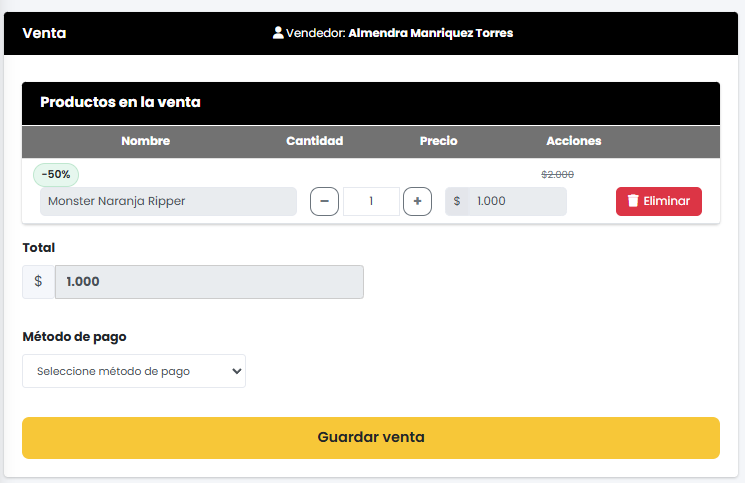 Venta
Vendedor: Almendra Manriquez Torres
Productos en la venta
Nombre Cantidad Precio Acciones
-50% $2.000
Monster Naranja Ripper − 1 + $ 1.000 Eliminar
Total
$ 1.000
Método de pago
Seleccione método de pago
Guardar venta